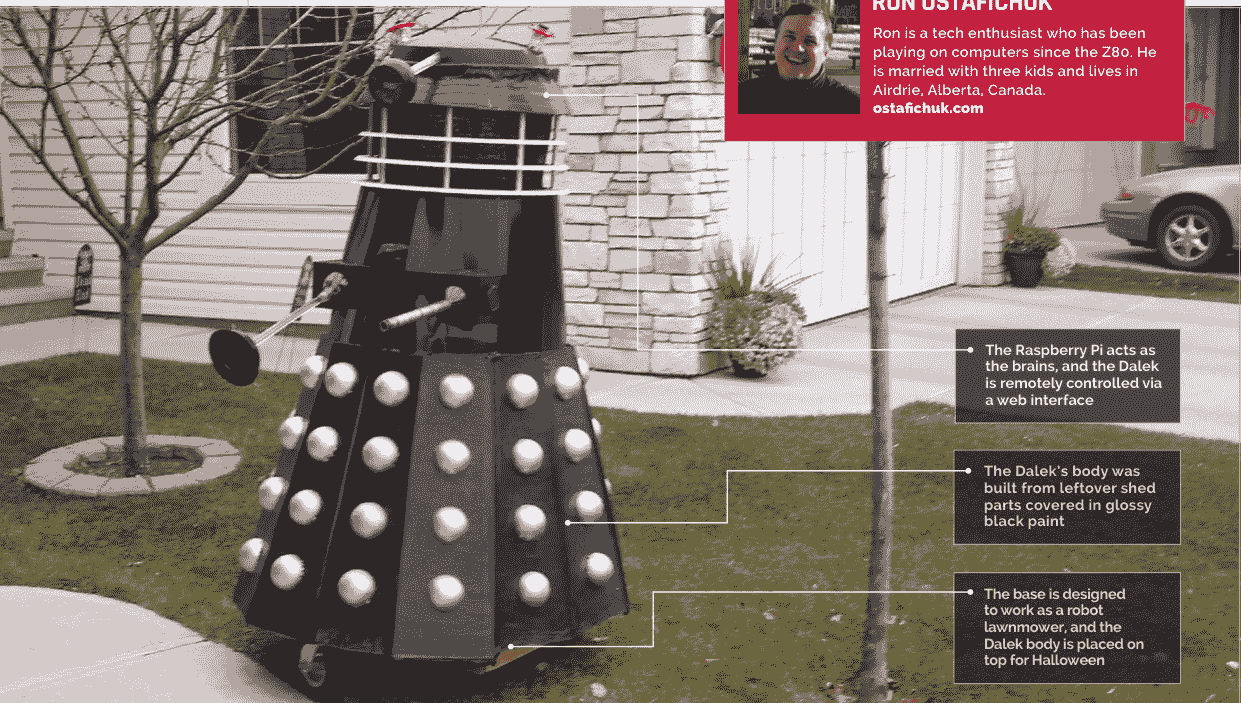 RON OSTAFICHUK
Ron is a tech enthusiast who has been
playing on computers since the Z80. He
is married with three kids and lives in
Airdrie, Alberta, Canada.
ostafichuk.com
The Raspberry Pi acts as
the brains, and the Dalek
is remotely controlled via
a web interface
The Dalek's body was
built from leftover shed
parts covered in glossy
black paint
The base is designed
to work as a robot
lawnmower, and the
Dalek body is placed on
top for Halloween